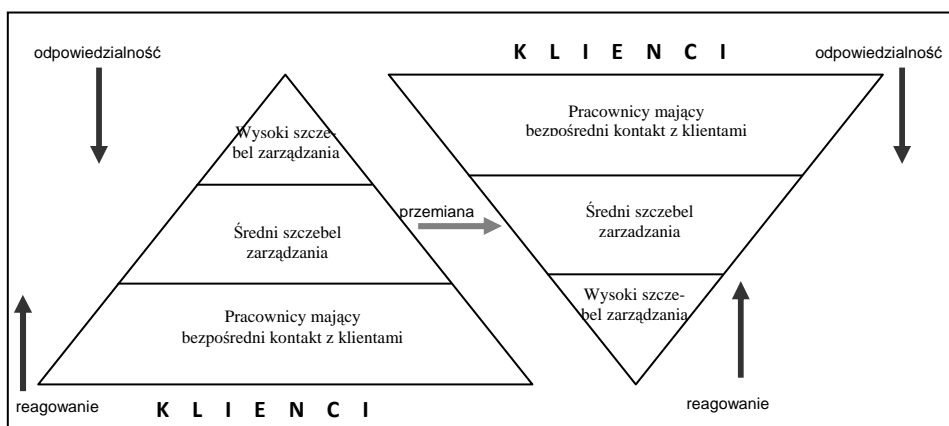 odpowiedzialność
Wysoki szcze-
bel zarządzania
Średni szczebel
zarządzania
Pracownicy mający
bezpośredni kontakt z klientami
reagowanie
K L I E N C I
przemiana
K L I E N C I
odpowiedzialność
Pracownicy mający
bezpośredni kontakt z klientami
Średni szczebel
zarzadzania
Wysoki szcze-
bel zarządzania
reagowanie